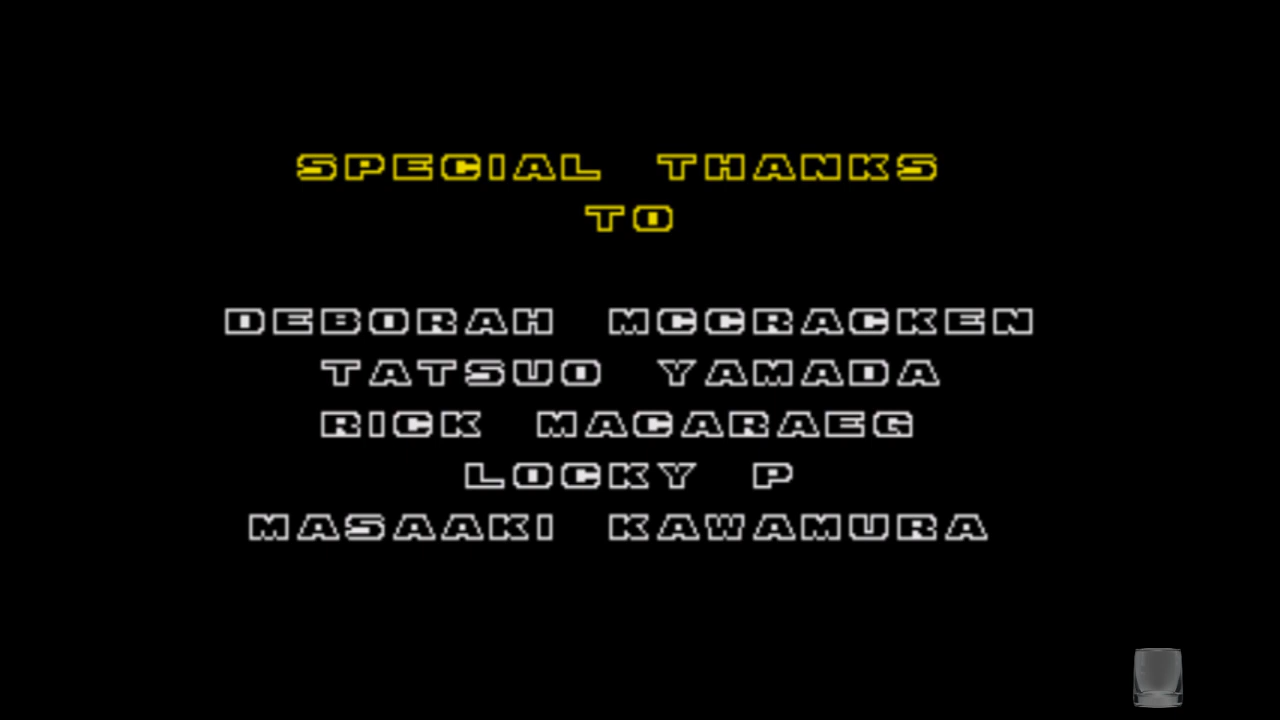 SPECIAL THANKS
TO
DEBORAH MCCRACKEN
TATSUO YAMADA
RICK MACARAEG
LOCKY P
MASAAKI KAWAMURA